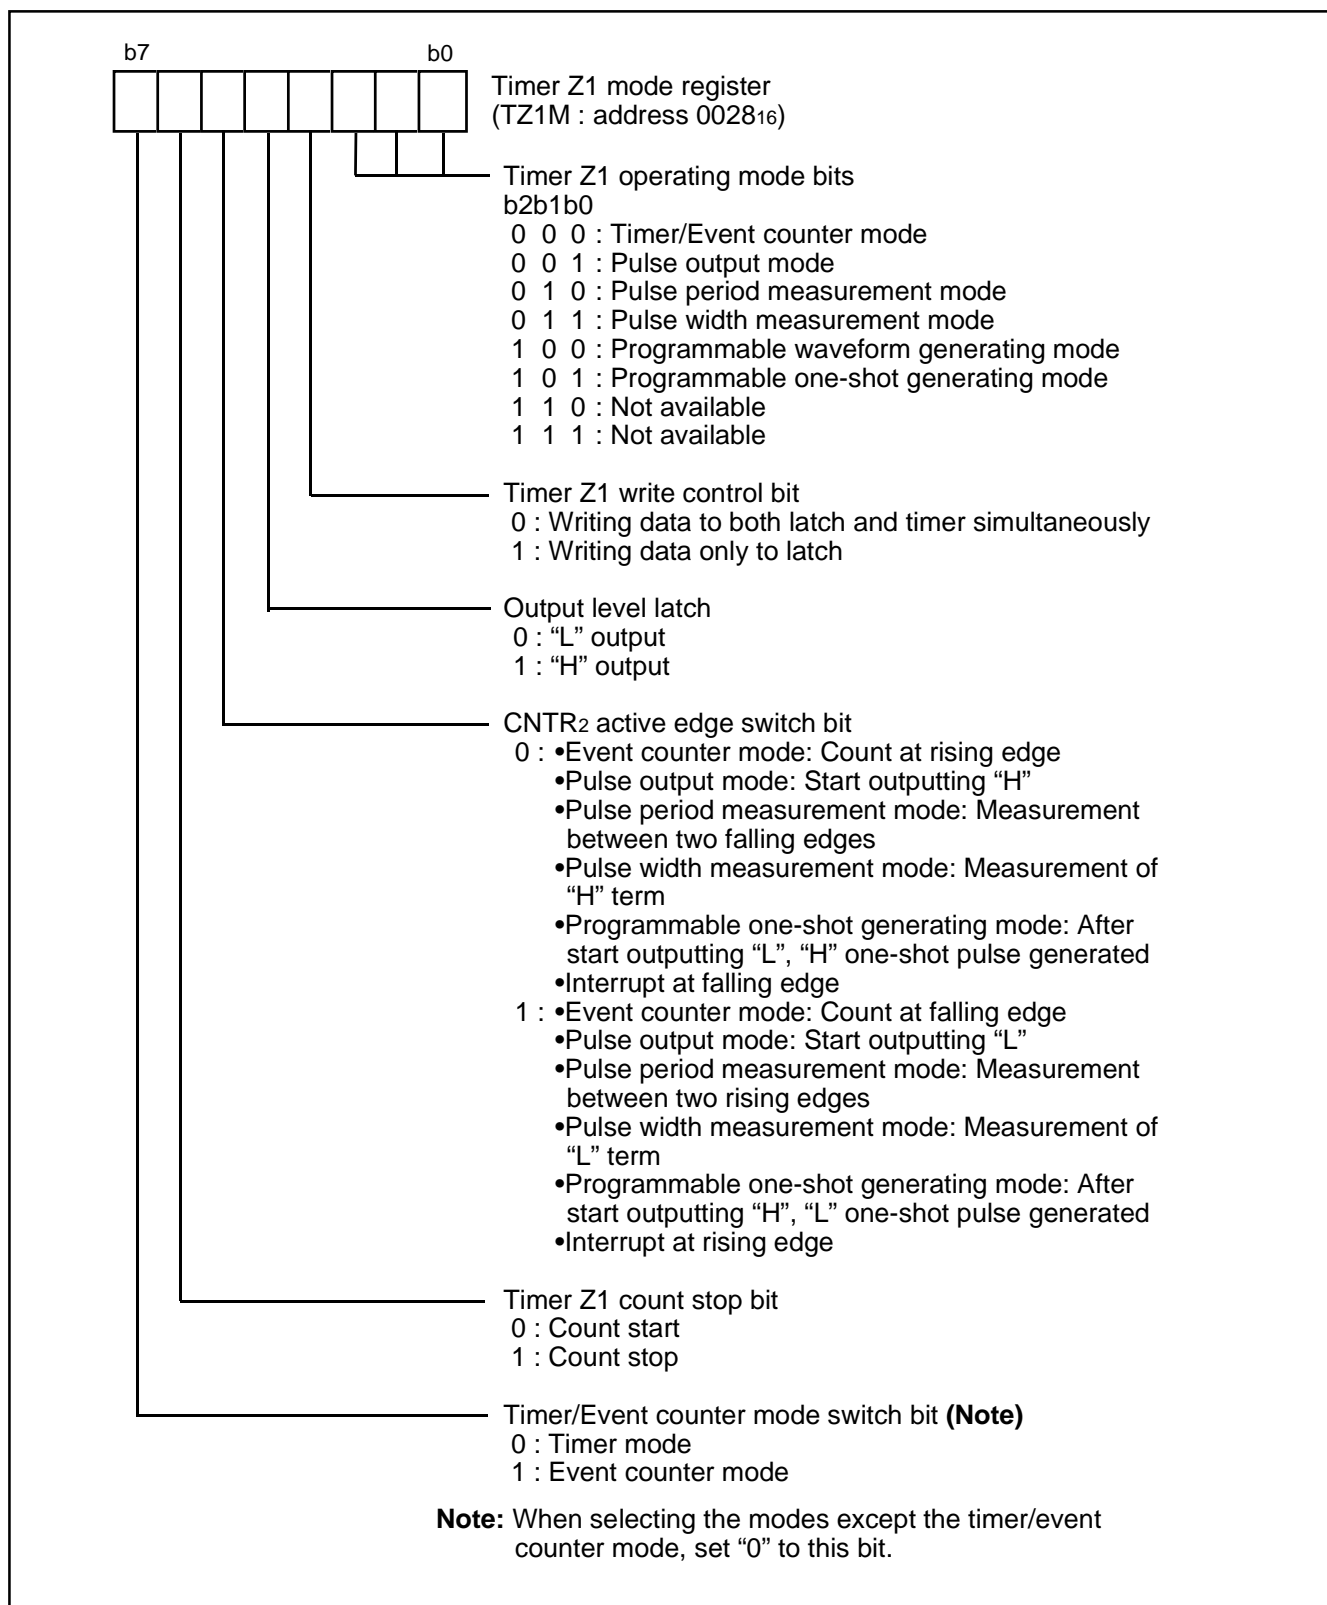 b7 b0
Timer Z1 mode register
(TZ1M : address 002816)
Timer Z1 operating mode bits
b2b1b0
0 0 0 : Timer/Event counter mode
0 0 1 : Pulse output mode
0 1 0 : Pulse period measurement mode
0 1 1 : Pulse width measurement mode
1 0 0 : Programmable waveform generating mode
1 0 1 : Programmable one-shot generating mode
1 1 0 : Not available
1 1 1 : Not available
Timer Z1 write control bit
0 : Writing data to both latch and timer simultaneously
1 : Writing data only to latch
Output level latch
0 : “L” output
1 : “H” output
CNTR2 active edge switch bit
0 : •Event counter mode: Count at rising edge
•Pulse output mode: Start outputting “H”
•Pulse period measurement mode: Measurement
between two falling edges
•Pulse width measurement mode: Measurement of
“H” term
•Programmable one-shot generating mode: After
start outputting “L”, “H” one-shot pulse generated
•Interrupt at falling edge
1 : •Event counter mode: Count at falling edge
•Pulse output mode: Start outputting “L”
•Pulse period measurement mode: Measurement
between two rising edges
•Pulse width measurement mode: Measurement of
“L” term
•Programmable one-shot generating mode: After
start outputting “H”, “L” one-shot pulse generated
•Interrupt at rising edge
Timer Z1 count stop bit
0 : Count start
1 : Count stop
Timer/Event counter mode switch bit (Note)
0 : Timer mode
1 : Event counter mode
Note: When selecting the modes except the timer/event
counter mode, set “0” to this bit.